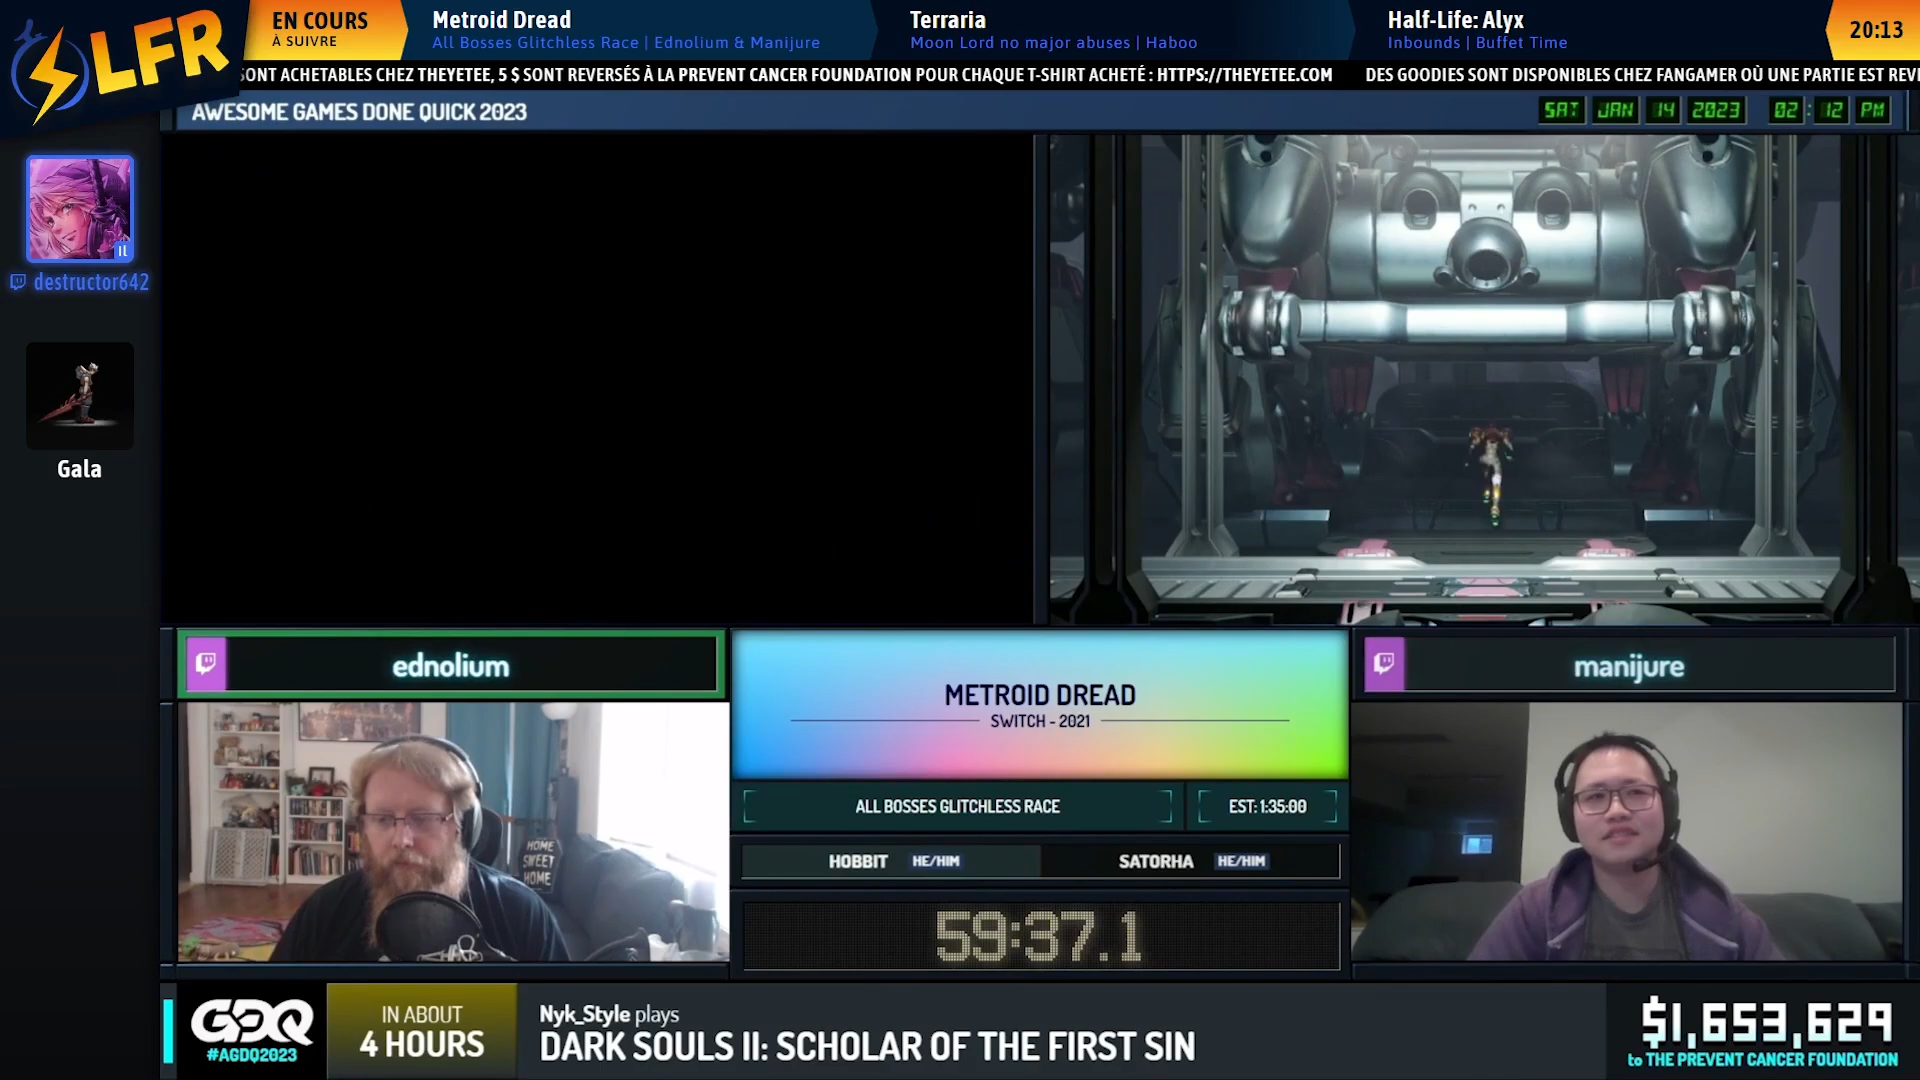 LFR
EN COURS
À SUIVRE
Metroid Dread
All Bosses Glitchless Race | Ednolium & Manijure
Terraria
Moon Lord no major abuses | Haboo
Half-Life: Alyx
Inbounds | Buffet Time
20:13
SONT ACHETABLES CHEZ THEYETEE, 5 $ SONT REVERSÉS À LA PREVENT CANCER FOUNDATION POUR CHAQUE T-SHIRT ACHETÉ : HTTPS://THEYETEE.COM DES GOODIES SONT DISPONIBLES CHEZ FANGAMER OÙ UNE PARTIE EST REV
AWESOME GAMES DONE QUICK 2023
SAT JAN 14 2023 02:12 PM
destructor642
Gala
ednolium
manijure
METROID DREAD
SWITCH - 2021
ALL BOSSES GLITCHLESS RACE
EST: 1:35:00
HOBBIT HE/HIM
SATORHA HE/HIM
HOME
SWEET
HOME
59:37.1
GDQ
#AGDQ2023
IN ABOUT
4 HOURS
Nyk_Style plays
DARK SOULS II: SCHOLAR OF THE FIRST SIN
$1,653,629
to THE PREVENT CANCER FOUNDATION